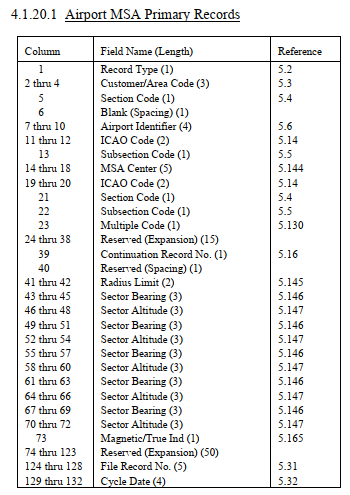 4.1.20.1 Airport MSA Primary Records
Column Field Name (Length) Reference
1 Record Type (1) 5.2
2 thru 4 Customer/Area Code (3) 5.3
5 Section Code (1) 5.4
6 Blank (Spacing) (1)
7 thru 10 Airport Identifier (4) 5.6
11 thru 12 ICAO Code (2) 5.14
13 Subsection Code (1) 5.5
14 thru 18 MSA Center (5) 5.144
19 thru 20 ICAO Code (2) 5.14
21 Section Code (1) 5.4
22 Subsection Code (1) 5.5
23 Multiple Code (1) 5.130
24 thru 38 Reserved (Expansion) (15)
39 Continuation Record No. (1) 5.16
40 Reserved (Spacing) (1)
41 thru 42 Radius Limit (2) 5.145
43 thru 45 Sector Bearing (3) 5.146
46 thru 48 Sector Altitude (3) 5.147
49 thru 51 Sector Bearing (3) 5.146
52 thru 54 Sector Altitude (3) 5.147
55 thru 57 Sector Bearing (3) 5.146
58 thru 60 Sector Altitude (3) 5.147
61 thru 63 Sector Bearing (3) 5.146
64 thru 66 Sector Altitude (3) 5.147
67 thru 69 Sector Bearing (3) 5.146
70 thru 72 Sector Altitude (3) 5.147
73 Magnetic/True Ind (1) 5.165
74 thru 123 Reserved (Expansion) (50)
124 thru 128 File Record No. (5) 5.31
129 thru 132 Cycle Date (4) 5.32